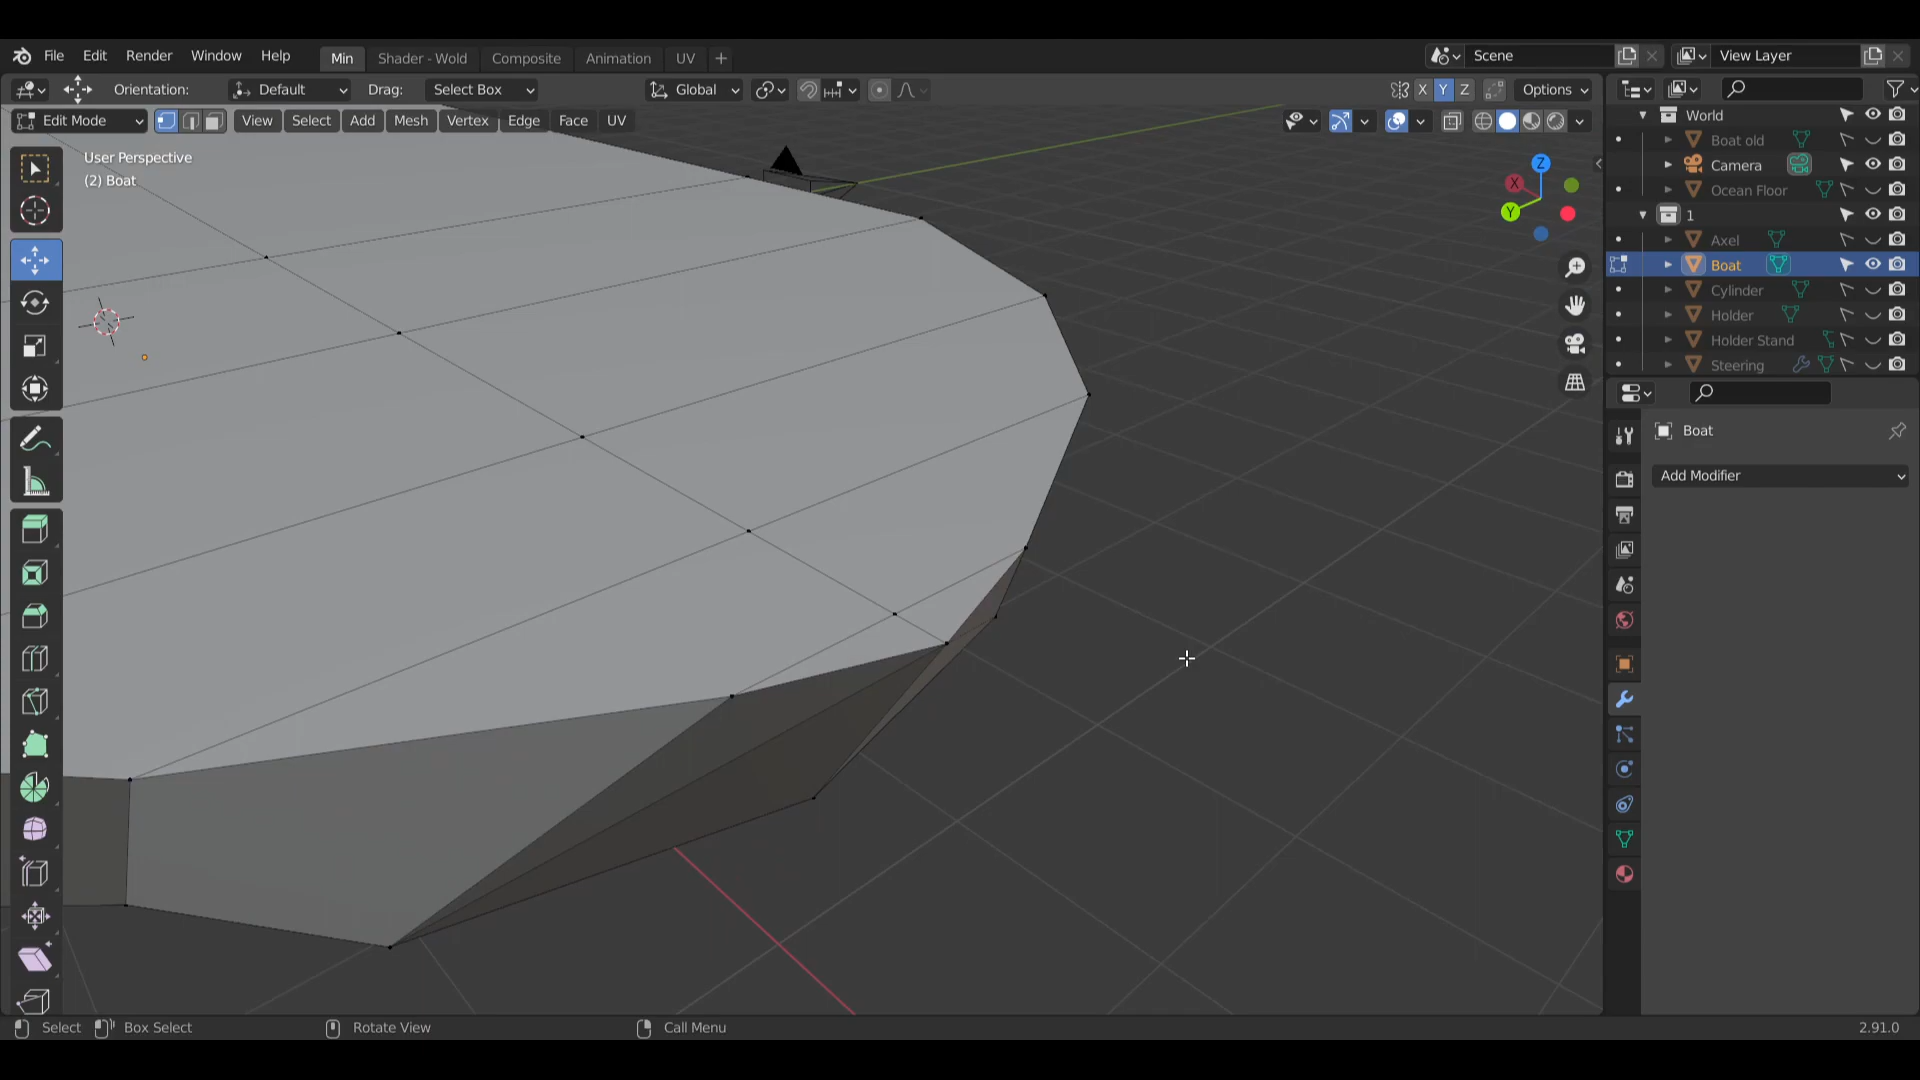 File Edit Render Window Help Min Shader - Wold Composite Animation UV + Scene View Layer
Orientation: Default Drag: Select Box Global X Y Z Options
Edit Mode View Select Add Mesh Vertex Edge Face UV
User Perspective
(2) Boat
Z
X
Y
World
Boat old
Camera
Ocean Floor
1
Axel
Boat
Cylinder
Holder
Holder Stand
Steering
Boat
Add Modifier
Select Box Select Rotate View Call Menu 2.91.0